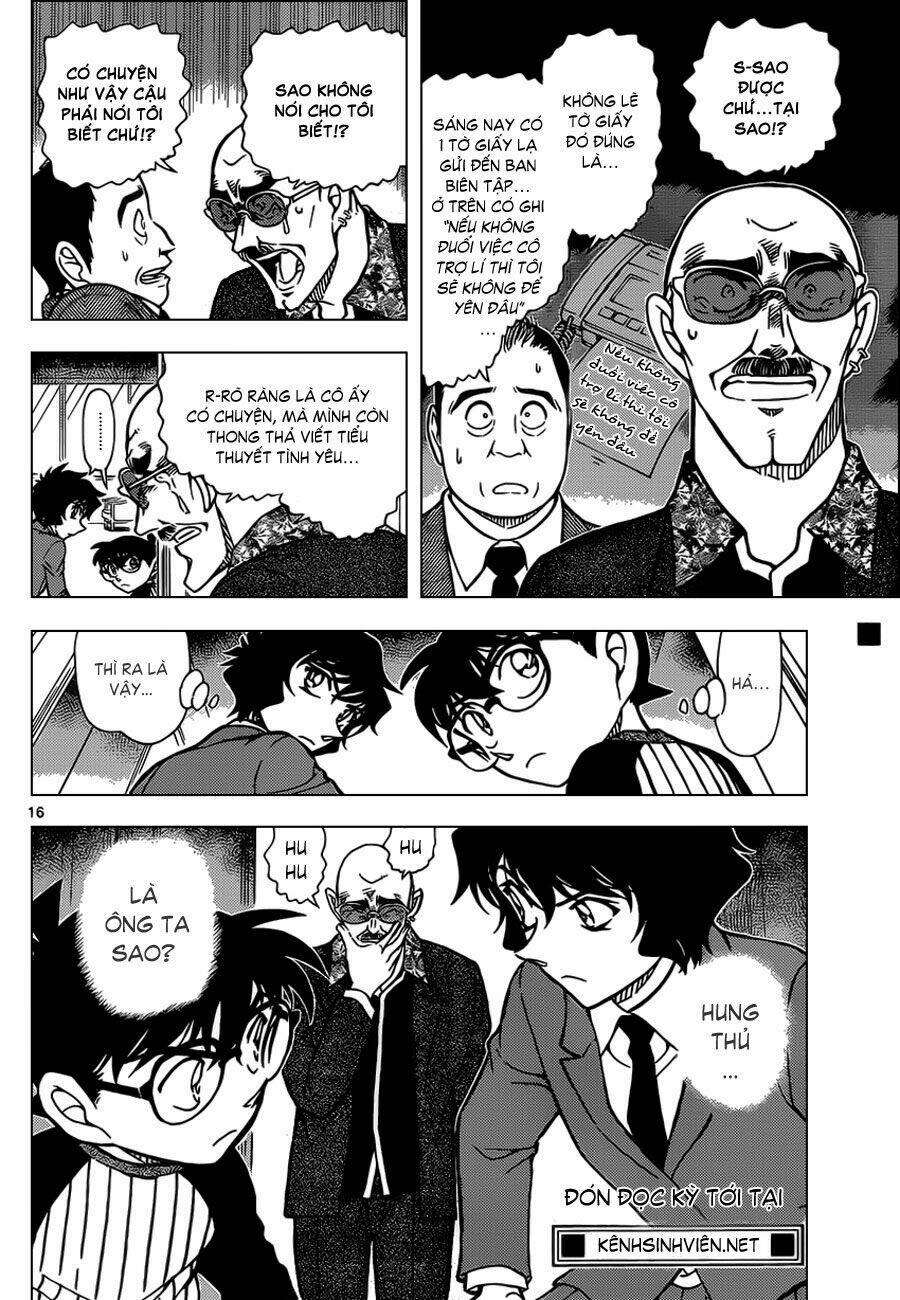 S-SAO
ĐƯỢC
CHỨ...TẠI
SAO!?
KHÔNG LẼ
TỜ GIẤY
ĐÓ ĐÚNG
LÀ...
SÁNG NAY CÓ
1 TỜ GIẤY LẠ
GỬI ĐẾN BAN
BIÊN TẬP...
Ở TRÊN CÓ GHI
"NẾU KHÔNG
ĐUỔI VIỆC CÔ
TRỢ LÍ THÌ TÔI
SẼ KHÔNG ĐỂ
YÊN ĐÂU"
...
Nếu không
đuổi việc cô
trợ lí thì tôi
sẽ không để
yên đâu
SAO KHÔNG
NÓI CHO TÔI
BIẾT!?
CÓ CHUYỆN
NHƯ VẬY CẬU
PHẢI NÓI TÔI
BIẾT CHỨ!?
R-RÕ RÀNG LÀ CÔ ẤY
CÓ CHUYỆN, MÀ MÌNH CÒN
THONG THẢ VIẾT TIỂU
THUYẾT TÌNH YÊU...
......
HẢ...
THÌ RA LÀ
VẬY...
16
HUNG
THỦ
...
HU
HU
HU
LÀ
ÔNG TA
SAO?
ĐÓN ĐỌC KỲ TỚI TẠI
KÊNHSINHVIÊN.NET